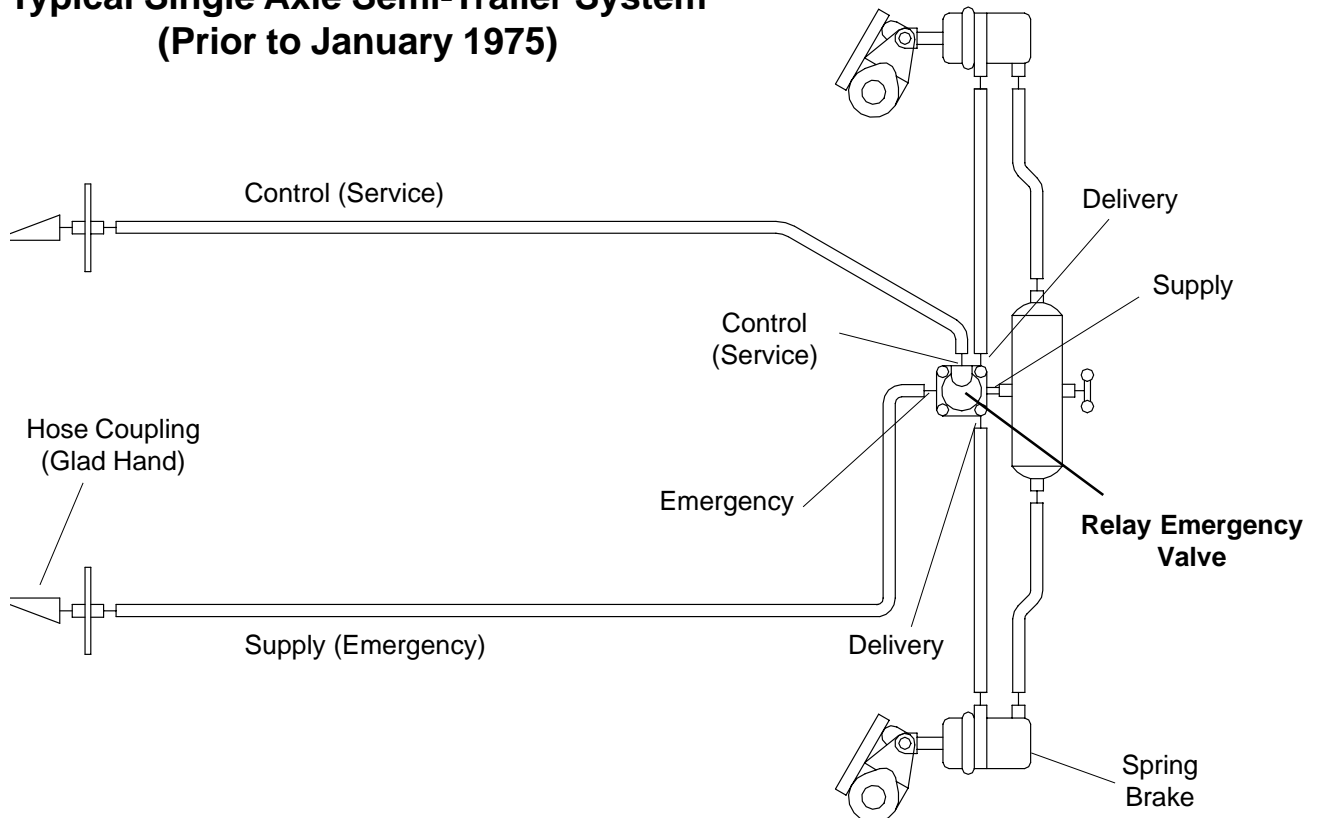 Typical Single Axle Semi-Trailer System
(Prior to January 1975)
Control (Service)
Delivery
Supply
Control
(Service)
Hose Coupling
(Glad Hand)
Emergency
Relay Emergency
Valve
Supply (Emergency)
Delivery
Spring
Brake